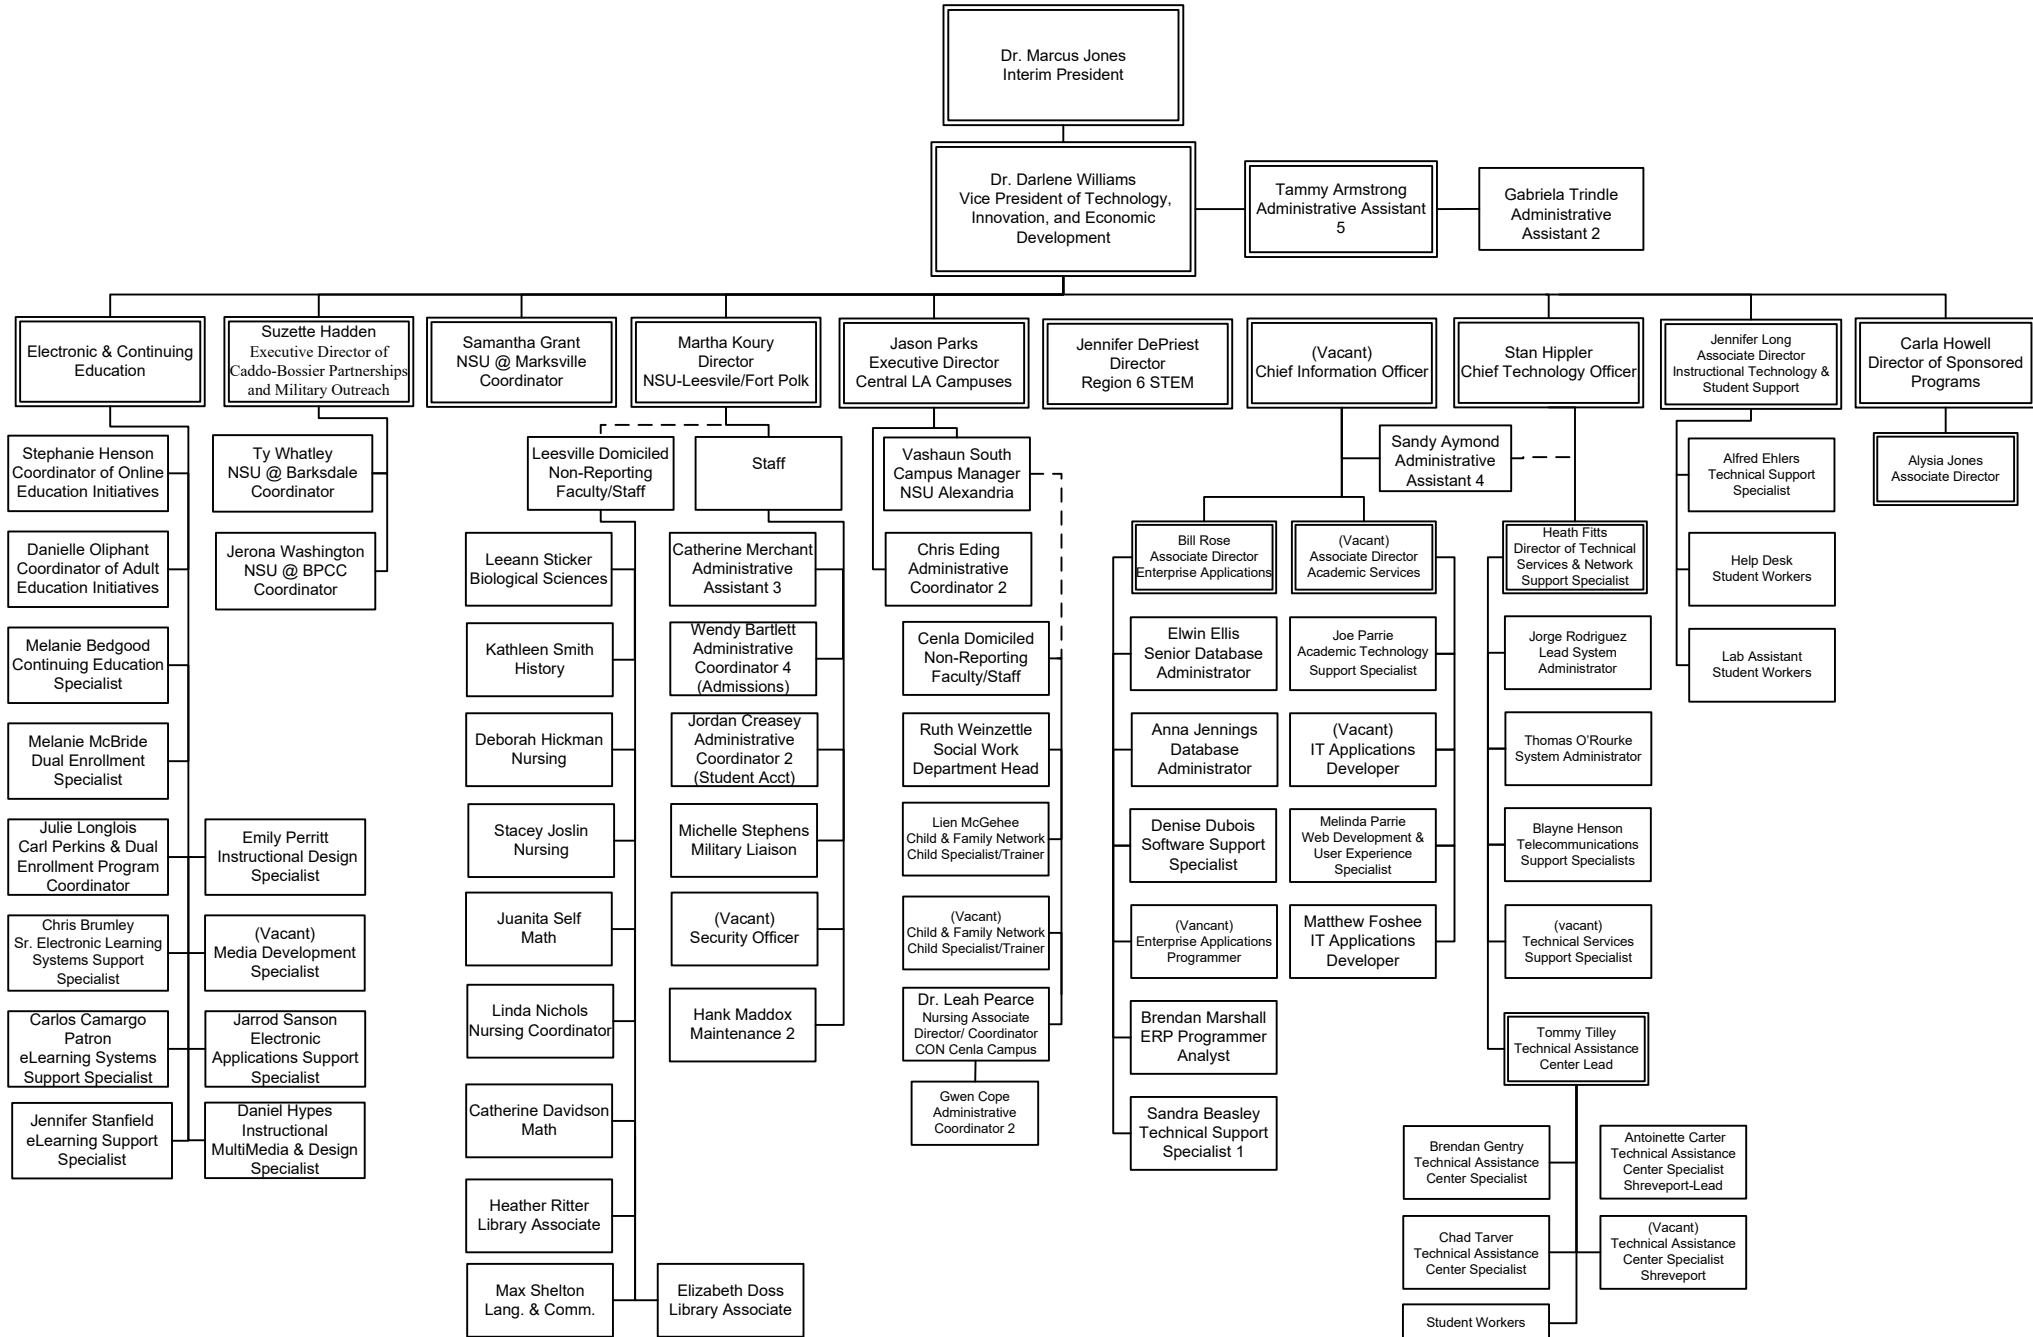 Dr. Marcus Jones
Interim President
Dr. Darlene Williams
Vice President of Technology,
Innovation, and Economic
Development
Tammy Armstrong
Administrative Assistant
5
Gabriela Trindle
Administrative
Assistant 2
Electronic & Continuing
Education
Suzette Hadden
Executive Director of
Caddo-Bossier Partnerships
and Military Outreach
Samantha Grant
NSU @ Marksville
Coordinator
Martha Koury
Director
NSU-Leesvile/Fort Polk
Jason Parks
Executive Director
Central LA Campuses
Jennifer DePriest
Director
Region 6 STEM
(Vacant)
Chief Information Officer
Stan Hippler
Chief Technology Officer
Jennifer Long
Associate Director
Instructional Technology &
Student Support
Carla Howell
Director of Sponsored
Programs
Stephanie Henson
Coordinator of Online
Education Initiatives
Danielle Oliphant
Coordinator of Adult
Education Initiatives
Melanie Bedgood
Continuing Education
Specialist
Melanie McBride
Dual Enrollment
Specialist
Julie Longlois
Carl Perkins & Dual
Enrollment Program
Coordinator
Emily Perritt
Instructional Design
Specialist
Chris Brumley
Sr. Electronic Learning
Systems Support
Specialist
(Vacant)
Media Development
Specialist
Carlos Camargo
Patron
eLearning Systems
Support Specialist
Jarrod Sanson
Electronic
Applications Support
Specialist
Jennifer Stanfield
eLearning Support
Specialist
Daniel Hypes
Instructional
MultiMedia & Design
Specialist
Ty Whatley
NSU @ Barksdale
Coordinator
Jerona Washington
NSU @ BPCC
Coordinator
Leesville Domiciled
Non-Reporting
Faculty/Staff
Leeann Sticker
Biological Sciences
Kathleen Smith
History
Deborah Hickman
Nursing
Stacey Joslin
Nursing
Juanita Self
Math
Linda Nichols
Nursing Coordinator
Catherine Davidson
Math
Heather Ritter
Library Associate
Max Shelton
Lang. & Comm.
Elizabeth Doss
Library Associate
Staff
Catherine Merchant
Administrative
Assistant 3
Wendy Bartlett
Administrative
Coordinator 4
(Admissions)
Jordan Creasey
Administrative
Coordinator 2
(Student Acct)
Michelle Stephens
Military Liaison
(Vacant)
Security Officer
Hank Maddox
Maintenance 2
Vashaun South
Campus Manager
NSU Alexandria
Chris Eding
Administrative
Coordinator 2
Cenla Domiciled
Non-Reporting
Faculty/Staff
Ruth Weinzettle
Social Work
Department Head
Lien McGehee
Child & Family Network
Child Specialist/Trainer
(Vacant)
Child & Family Network
Child Specialist/Trainer
Dr. Leah Pearce
Nursing Associate
Director/ Coordinator
CON Cenla Campus
Gwen Cope
Administrative
Coordinator 2
Sandy Aymond
Administrative
Assistant 4
Bill Rose
Associate Director
Enterprise Applications
Elwin Ellis
Senior Database
Administrator
Anna Jennings
Database
Administrator
Denise Dubois
Software Support
Specialist
(Vancant)
Enterprise Applications
Programmer
Brendan Marshall
ERP Programmer
Analyst
Sandra Beasley
Technical Support
Specialist 1
(Vacant)
Associate Director
Academic Services
Joe Parrie
Academic Technology
Support Specialist
(Vacant)
IT Applications
Developer
Melinda Parrie
Web Development &
User Experience
Specialist
Matthew Foshee
IT Applications
Developer
Heath Fitts
Director of Technical
Services & Network
Support Specialist
Jorge Rodriguez
Lead System
Administrator
Thomas O'Rourke
System Administrator
Blayne Henson
Telecommunications
Support Specialists
(vacant)
Technical Services
Support Specialist
Tommy Tilley
Technical Assistance
Center Lead
Brendan Gentry
Technical Assistance
Center Specialist
Antoinette Carter
Technical Assistance
Center Specialist
Shreveport-Lead
Chad Tarver
Technical Assistance
Center Specialist
(Vacant)
Technical Assistance
Center Specialist
Shreveport
Student Workers
Alfred Ehlers
Technical Support
Specialist
Help Desk
Student Workers
Lab Assistant
Student Workers
Alysia Jones
Associate Director